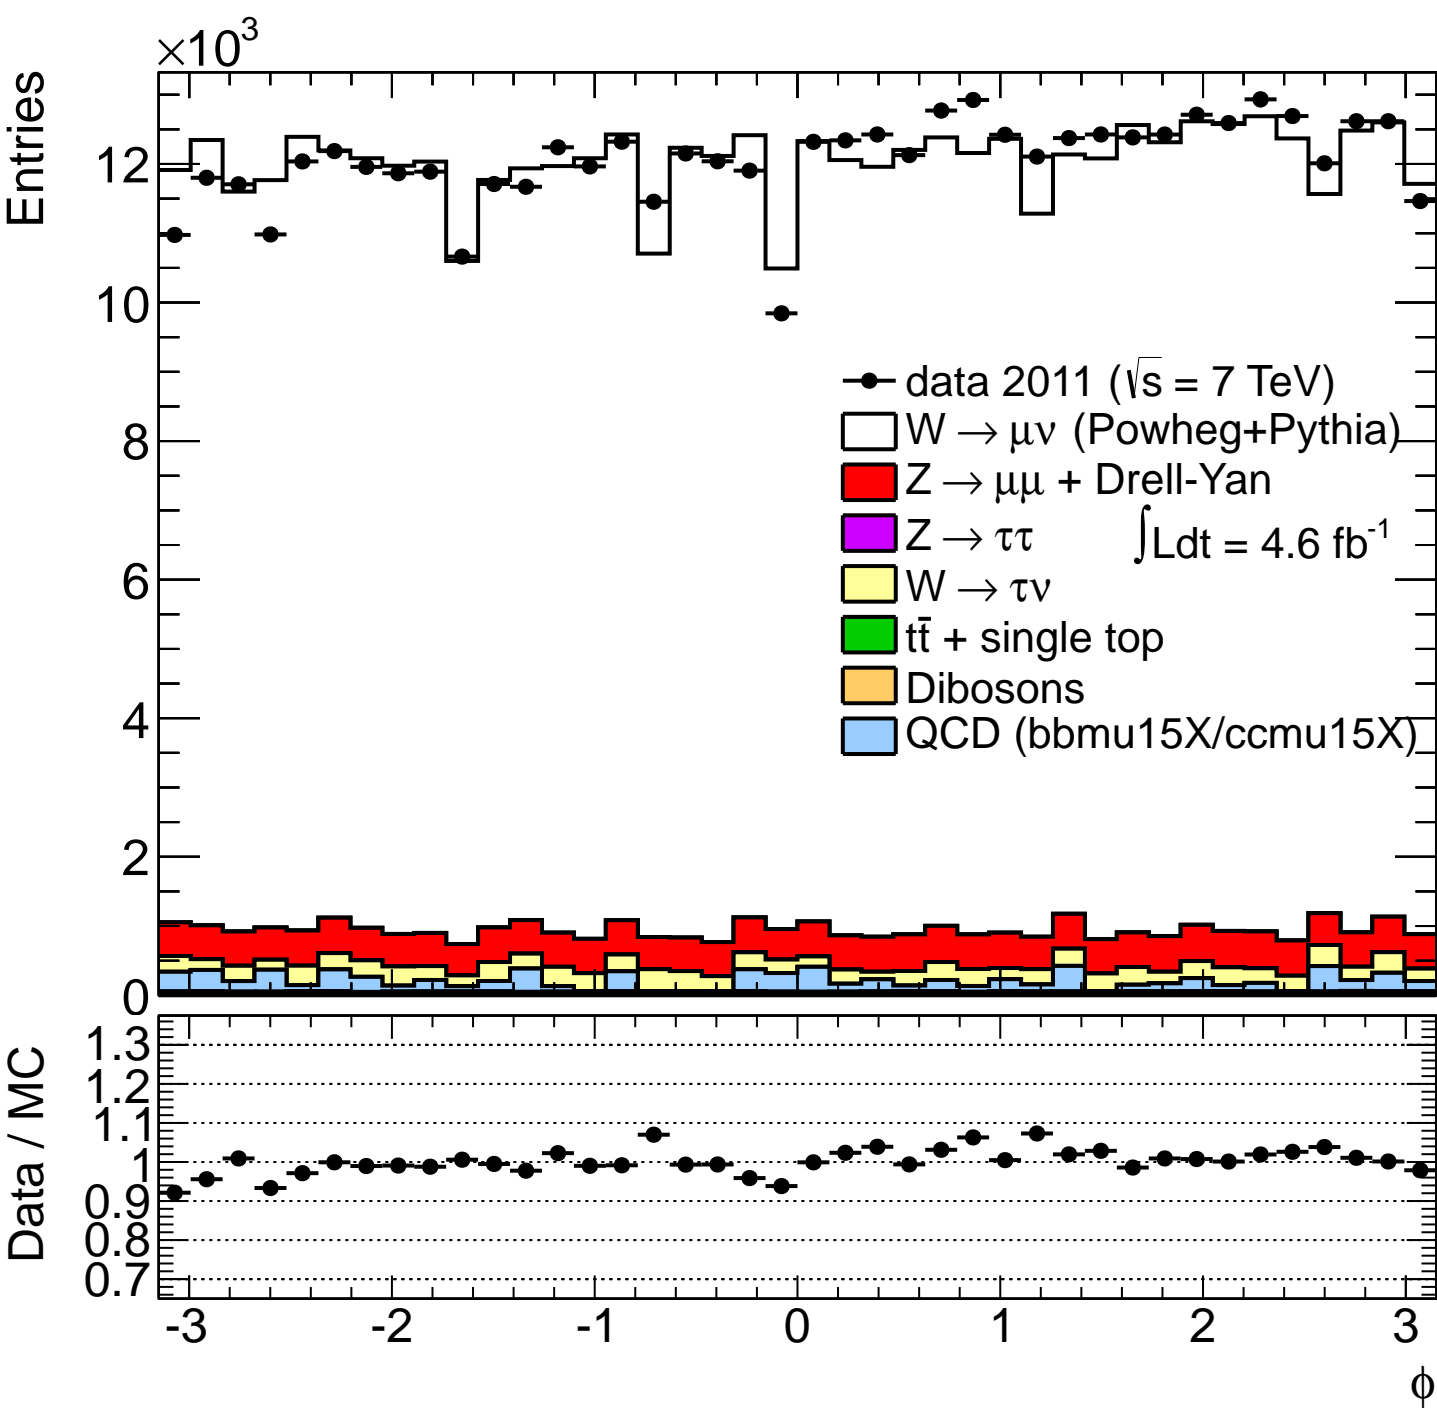 ×10³
Entries
12
10
8
6
4
2
0
data 2011 (√s = 7 TeV)
W → μν (Powheg+Pythia)
Z → μμ + Drell-Yan
Z → ττ
∫Ldt = 4.6 fb⁻¹
W → τν
tt̄ + single top
Dibosons
QCD (bbmu15X/ccmu15X)
Data / MC
1.3
1.2
1.1
1
0.9
0.8
0.7
-3 -2 -1 0 1 2 3
ϕ